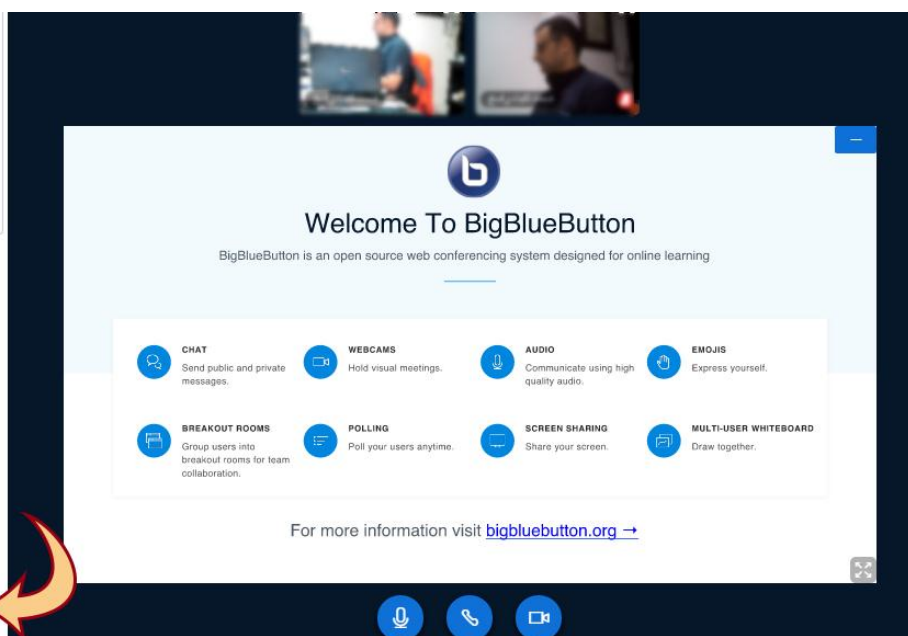 Welcome To BigBlueButton
BigBlueButton is an open source web conferencing system designed for online learning
CHAT
Send public and private
messages.
WEBCAMS
Hold visual meetings.
AUDIO
Communicate using high
quality audio.
EMOJIS
Express yourself.
BREAKOUT ROOMS
Group users into
breakout rooms for team
collaboration.
POLLING
Poll your users anytime.
SCREEN SHARING
Share your screen.
MULTI-USER WHITEBOARD
Draw together.
For more information visit bigbluebutton.org →